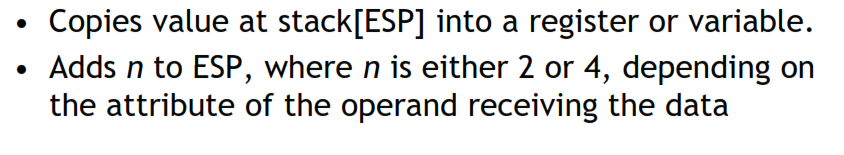 • Copies value at stack[ESP] into a register or variable.
• Adds n to ESP, where n is either 2 or 4, depending on
the attribute of the operand receiving the data